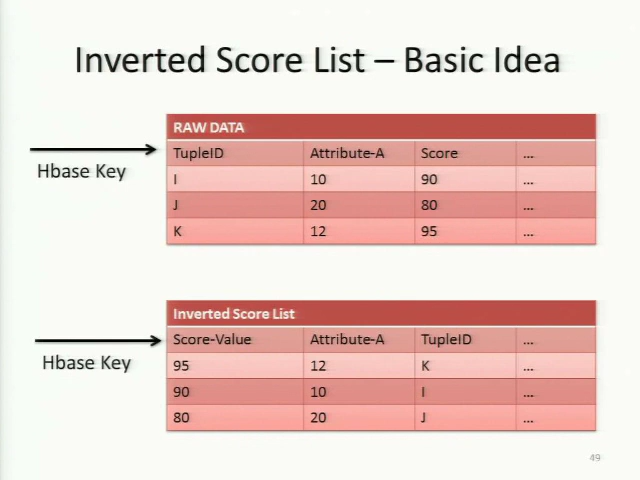 Inverted Score List – Basic Idea
RAW DATA
Hbase Key
TupleID Attribute-A Score ...
I 10 90 ...
J 20 80 ...
K 12 95 ...
Inverted Score List
Hbase Key
Score-Value Attribute-A TupleID ...
95 12 K ...
90 10 I ...
80 20 J ...
49